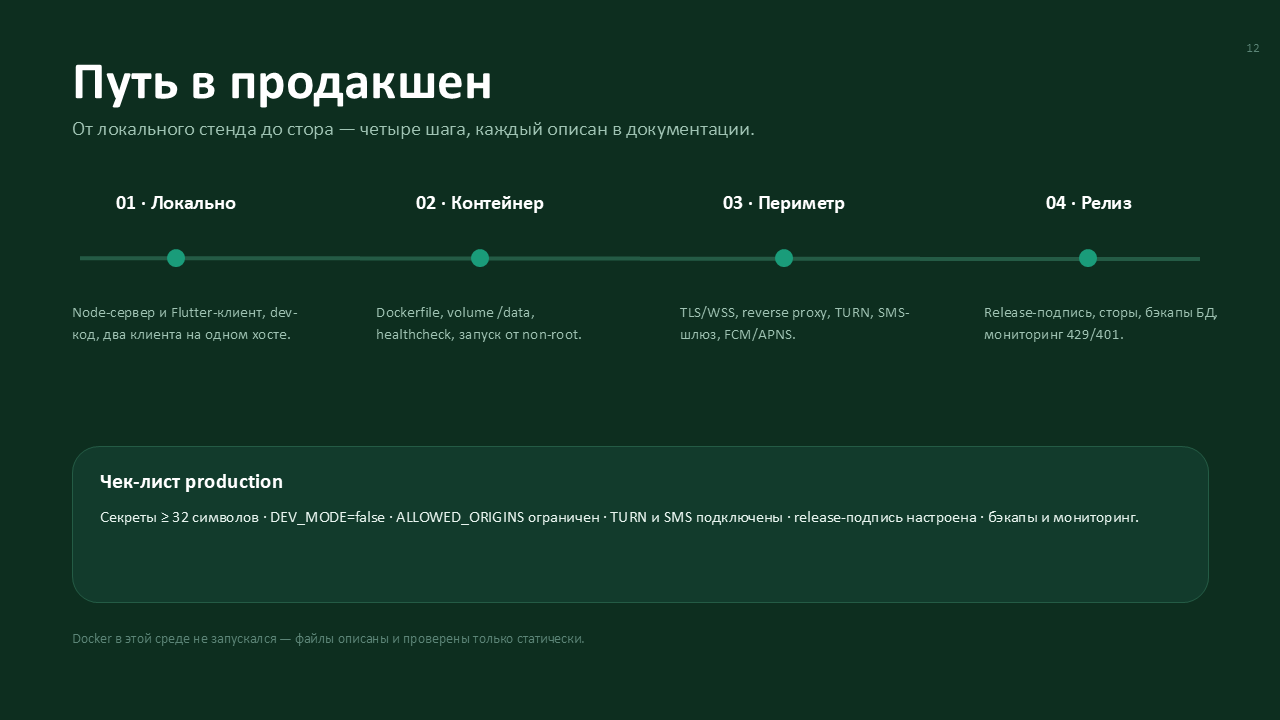 12
Путь в продакшен
От локального стенда до стора — четыре шага, каждый описан в документации.
01 · Локально
02 · Контейнер
03 · Периметр
04 · Релиз
Node-сервер и Flutter-клиент, dev-
код, два клиента на одном хосте.
Dockerfile, volume /data,
healthcheck, запуск от non-root.
TLS/WSS, reverse proxy, TURN, SMS-
шлюз, FCM/APNS.
Release-подпись, сторы, бэкапы БД,
мониторинг 429/401.
Чек-лист production
Секреты ≥ 32 символов · DEV_MODE=false · ALLOWED_ORIGINS ограничен · TURN и SMS подключены · release-подпись настроена · бэкапы и мониторинг.
Docker в этой среде не запускался — файлы описаны и проверены только статически.